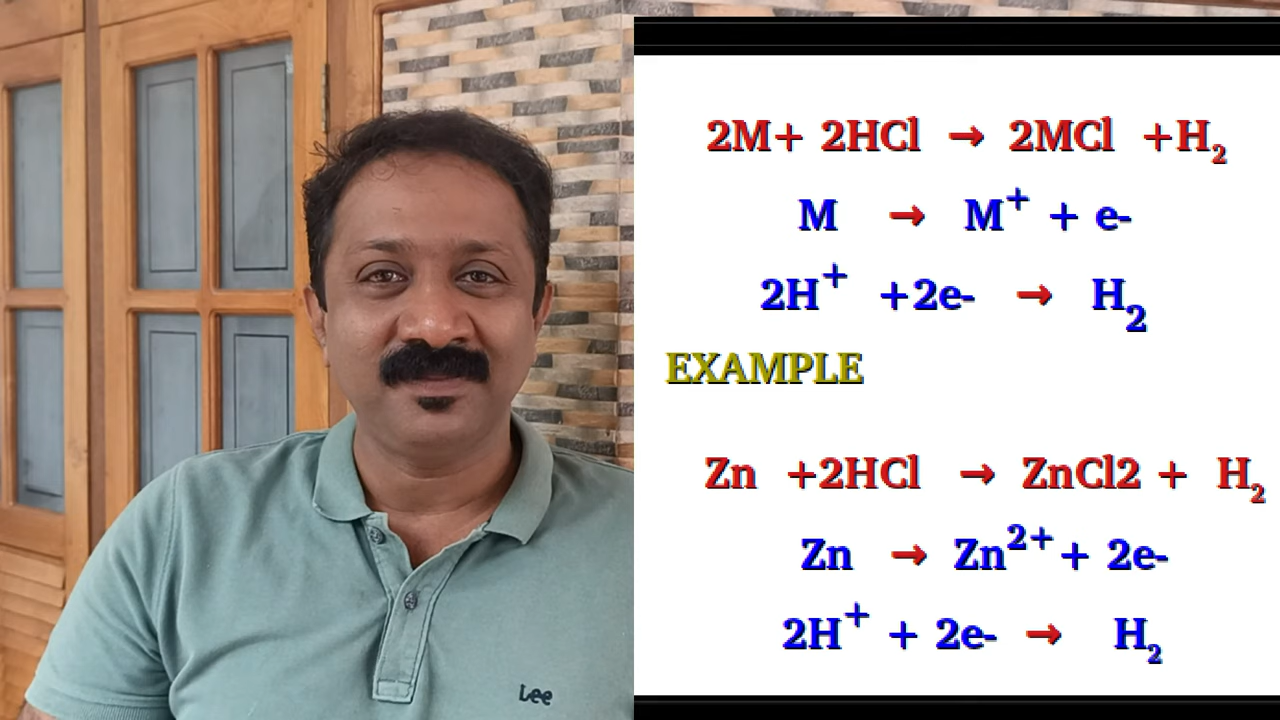 2M+ 2HCl → 2MCl +H₂
M → M⁺ + e-
2H⁺ +2e- → H₂
EXAMPLE
Zn +2HCl → ZnCl2 + H₂
Zn → Zn²⁺ + 2e-
2H⁺ + 2e- → H₂
Lee